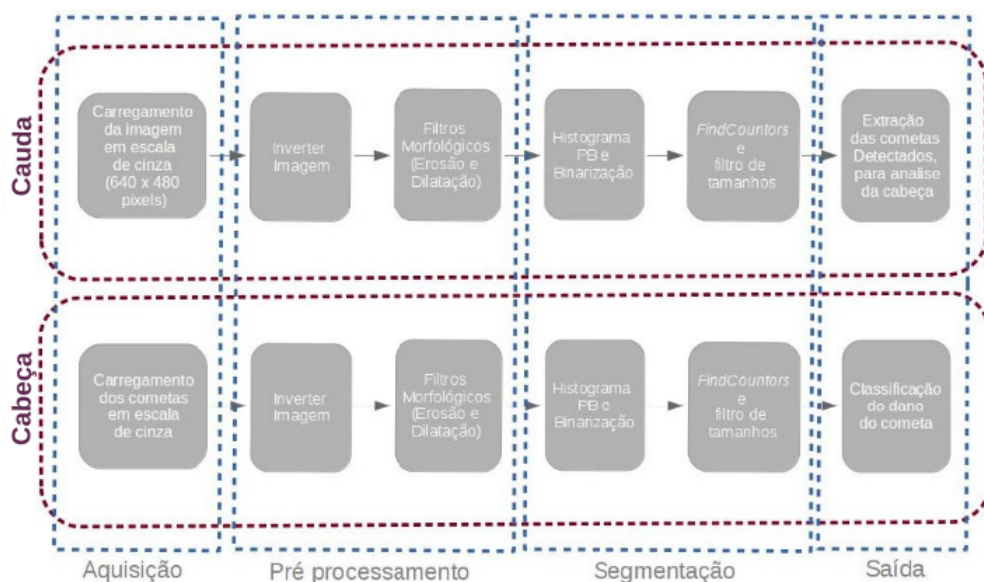 Cauda
Carregamento
da imagem
em escala
de cinza
(640 x 480
pixels)
Inverter
Imagem
Filtros
Morfológicos
(Erosão e
Dilatação)
Histograma
PB e
Binarização
FindCountors
e
filtro de
tamanhos
Extração
das cometas
Detectados,
para analise
da cabeça
Cabeça
Carregamento
dos cometas
em escala
de cinza
Inverter
Imagem
Filtros
Morfológicos
(Erosão e
Dilatação)
Histograma
PB e
Binarização
FindCountors
e
filtro de
tamanhos
Classificação
do dano
do cometa
Aquisição
Pré processamento
Segmentação
Saída